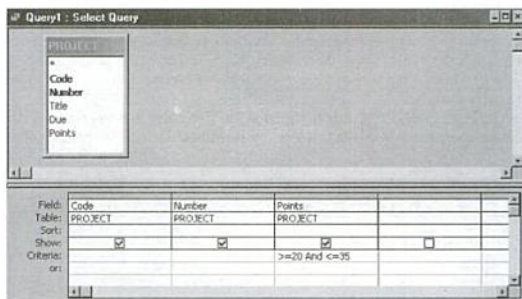 Query1 : Select Query
PROJECT
*
Code
Number
Title
Due
Points
Field: Code Number Points
Table: PROJECT PROJECT PROJECT
Sort:
Show:
Criteria: >=20 And <=35
or: